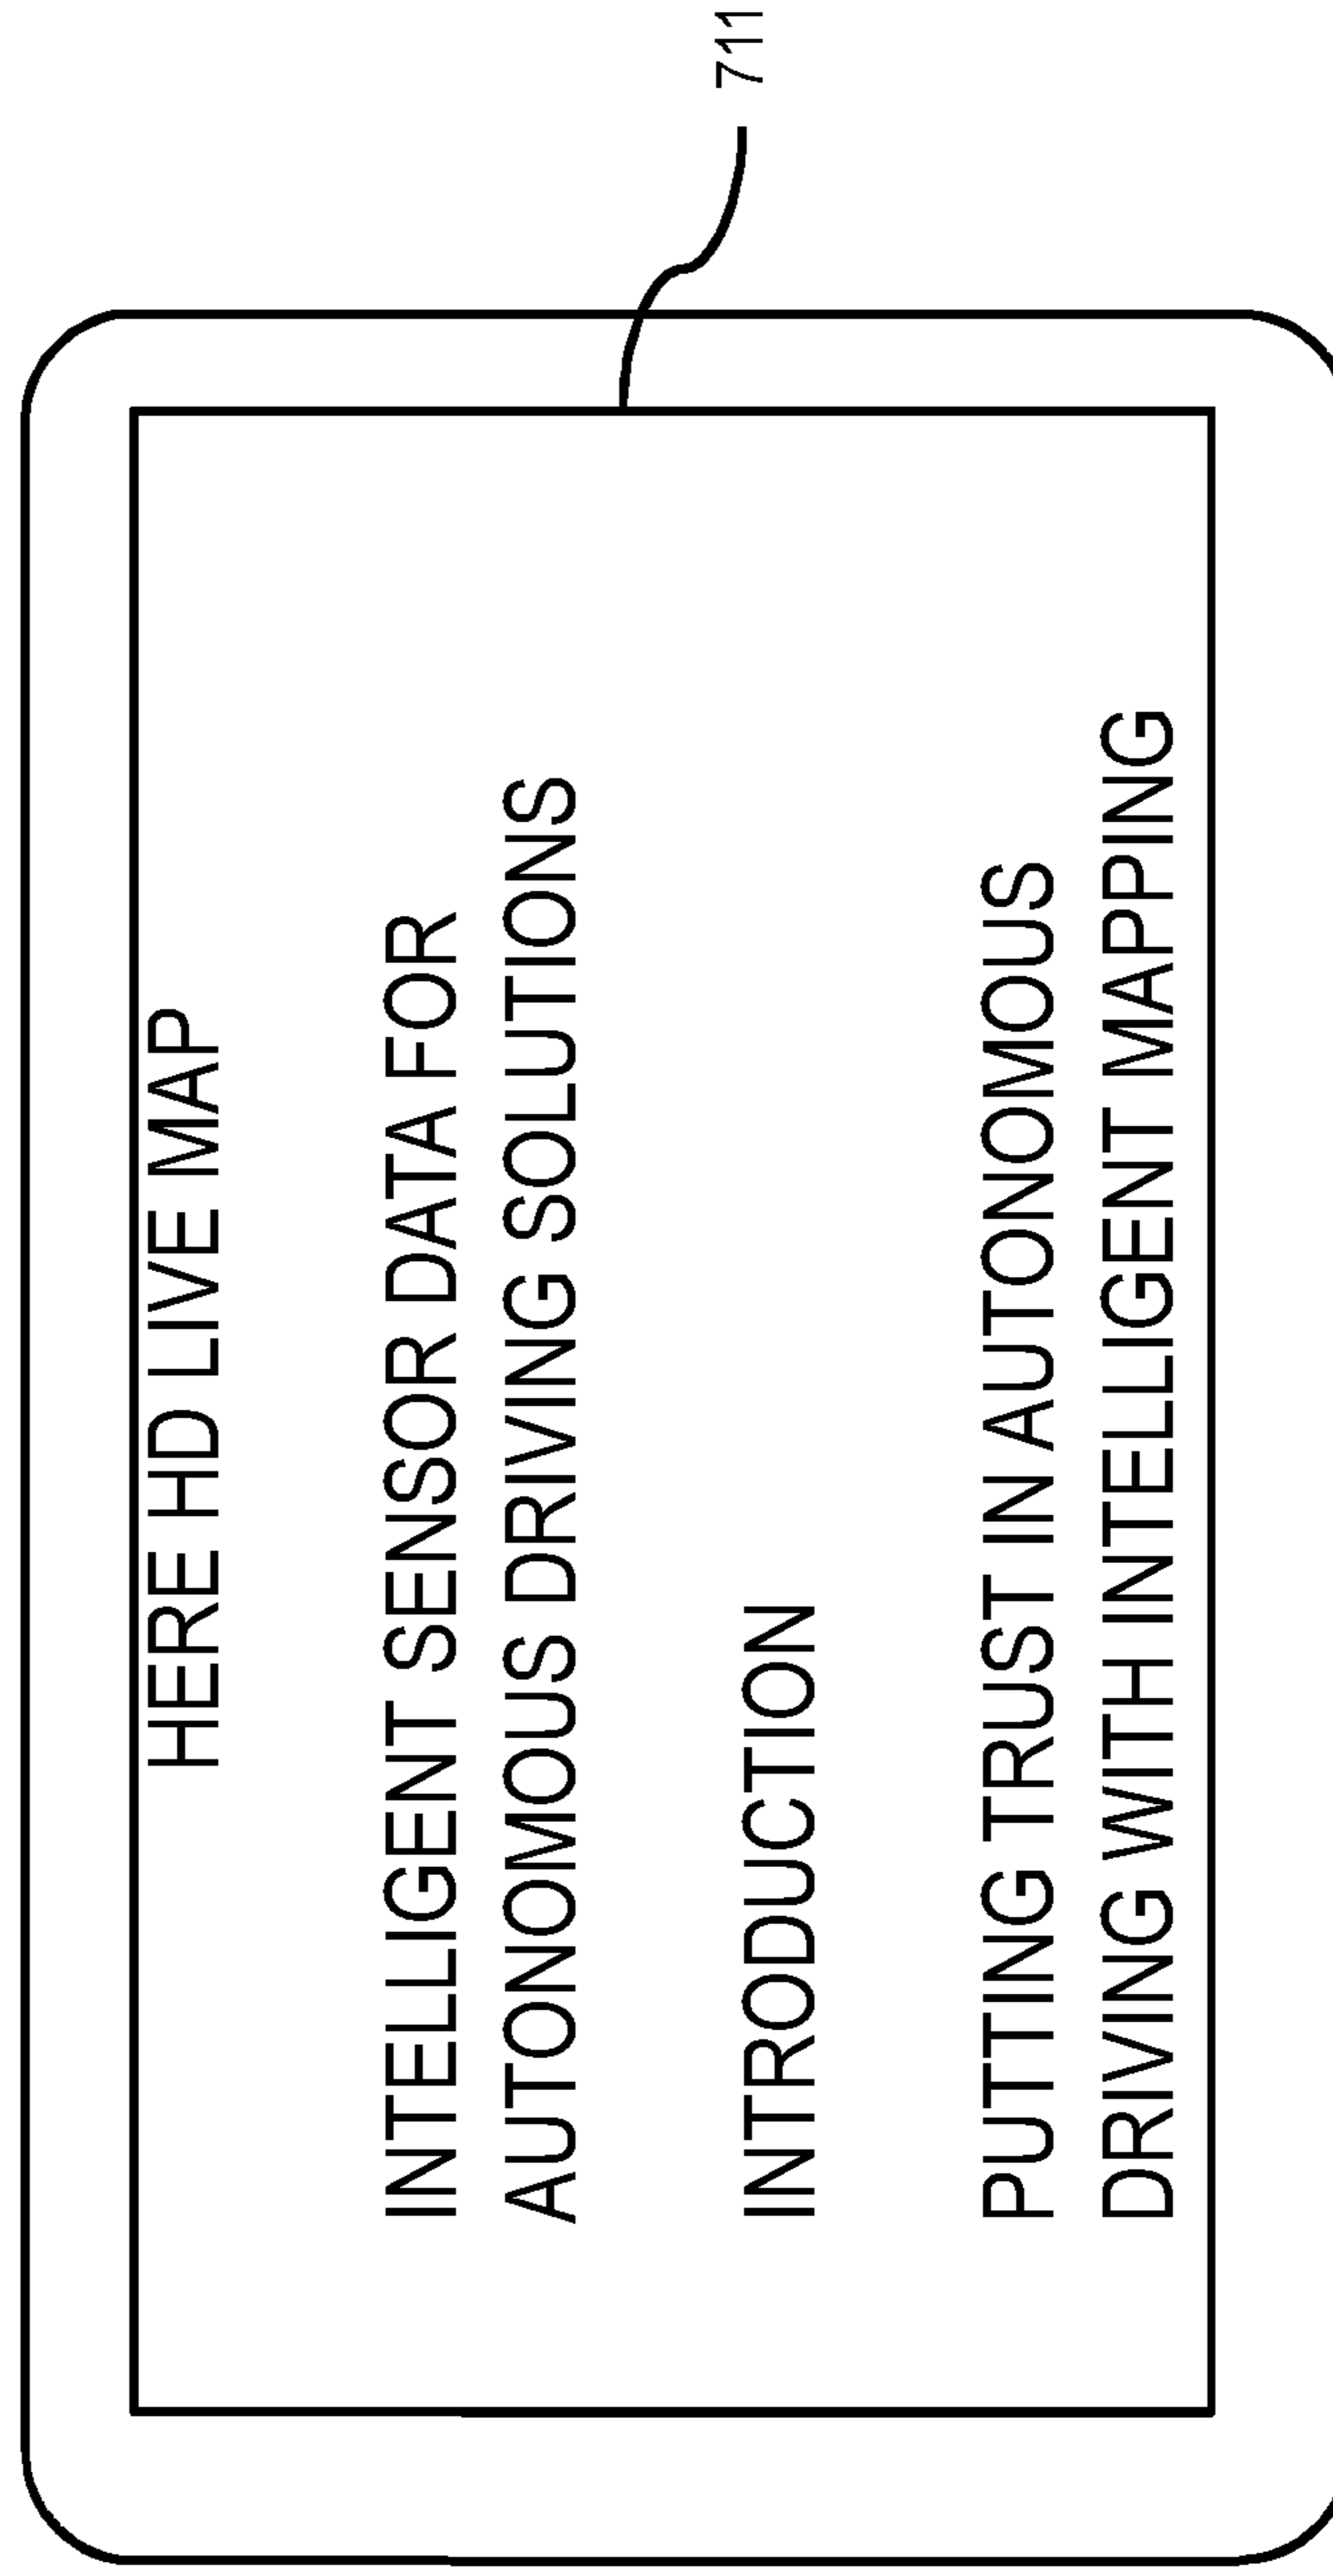 HERE HD LIVE MAP
INTELLIGENT SENSOR DATA FOR
AUTONOMOUS DRIVING SOLUTIONS
INTRODUCTION
PUTTING TRUST IN AUTONOMOUS
DRIVING WITH INTELLIGENT MAPPING
711